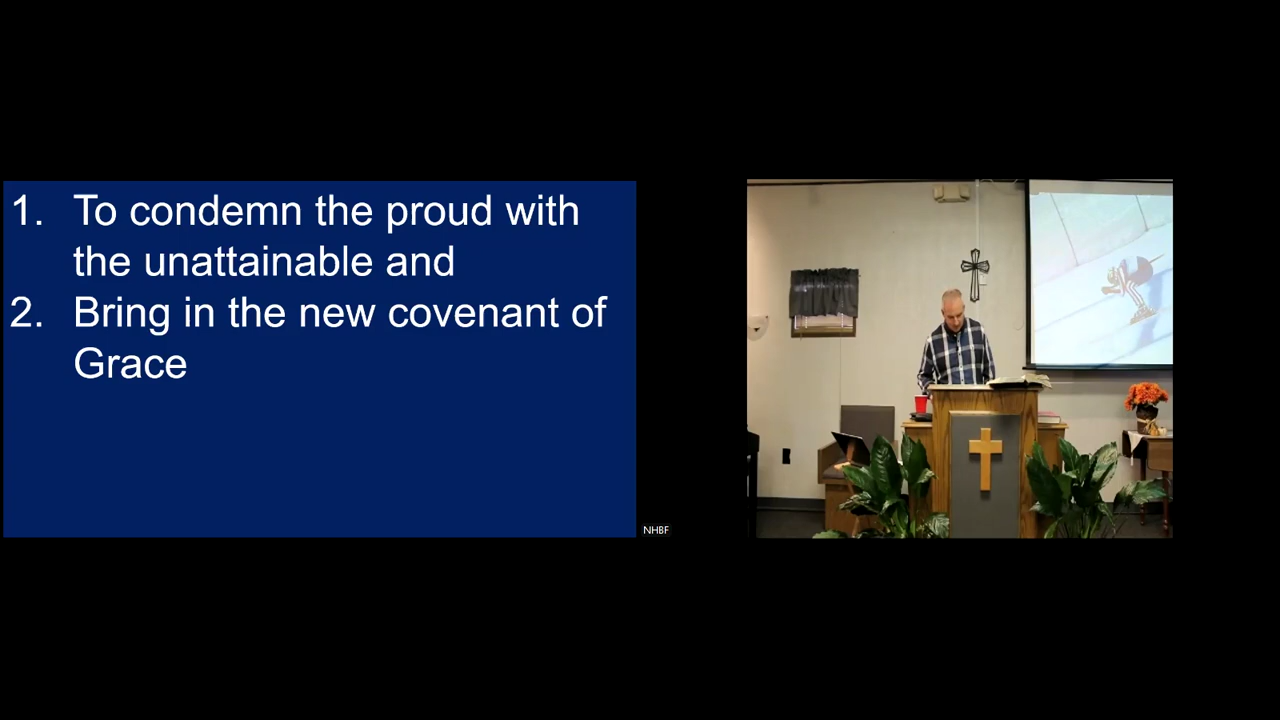 1. To condemn the proud with
the unattainable and
2. Bring in the new covenant of
Grace
NHBF